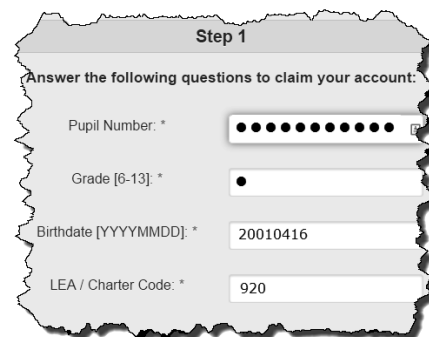 Step 1
Answer the following questions to claim your account:
Pupil Number: * ●●●●●●●●●●●
Grade [6-13]: * ●
Birthdate [YYYYMMDD]: * 20010416
LEA / Charter Code: * 920